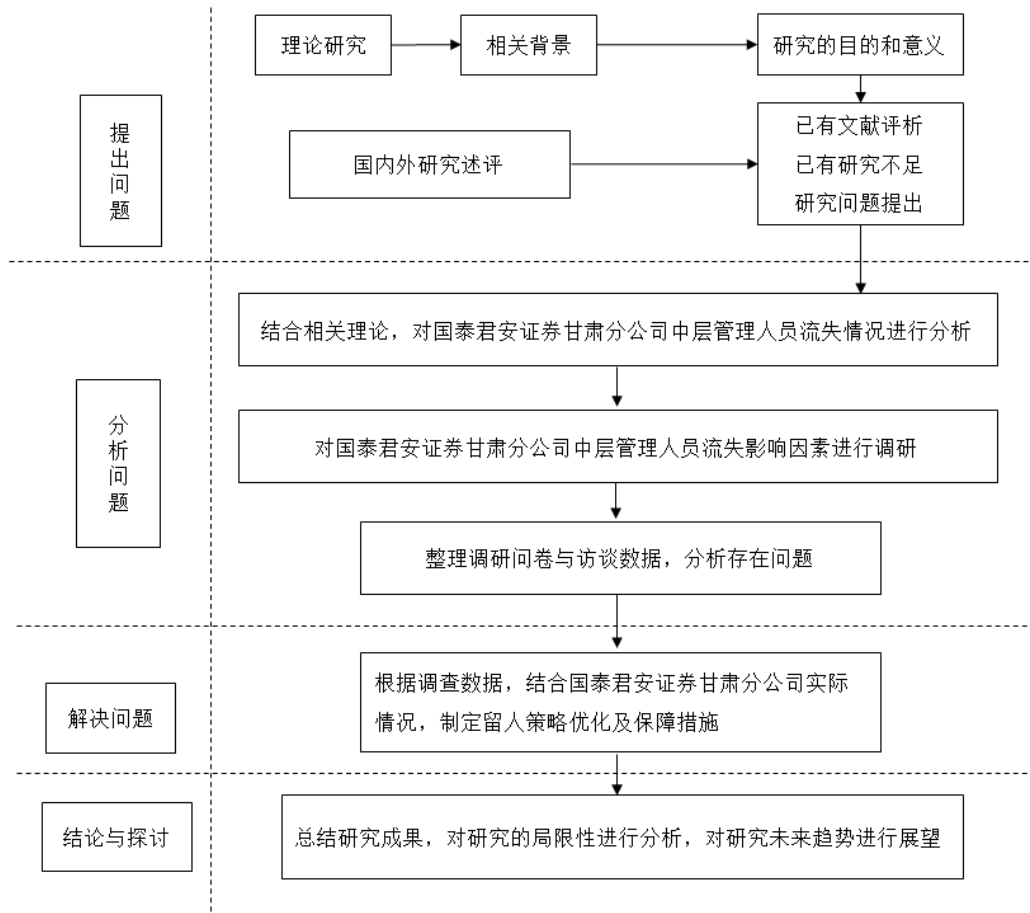 理论研究
相关背景
研究的目的和意义
提
出
问
题
国内外研究述评
已有文献评析
已有研究不足
研究问题提出
结合相关理论，对国泰君安证券甘肃分公司中层管理人员流失情况进行分析
分
析
问
题
对国泰君安证券甘肃分公司中层管理人员流失影响因素进行调研
整理调研问卷与访谈数据，分析存在问题
解决问题
根据调查数据，结合国泰君安证券甘肃分公司实际
情况，制定留人策略优化及保障措施
结论与探讨
总结研究成果，对研究的局限性进行分析，对研究未来趋势进行展望